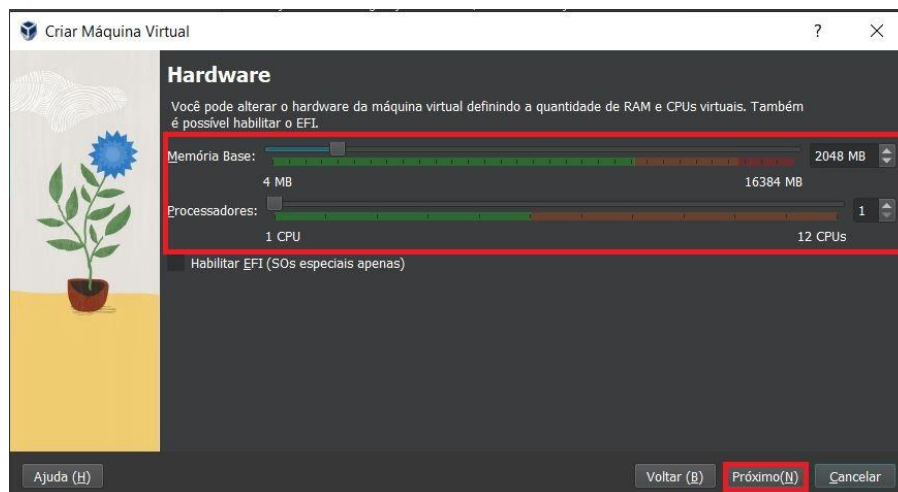 Criar Máquina Virtual
?
Hardware
Você pode alterar o hardware da máquina virtual definindo a quantidade de RAM e CPUs virtuais. Também
é possível habilitar o EFI.
Memória Base:
2048 MB
4 MB
16384 MB
Processadores:
1
1 CPU
12 CPUs
Habilitar EFI (SOs especiais apenas)
Ajuda (H)
Voltar (B)
Próximo(N)
Cancelar